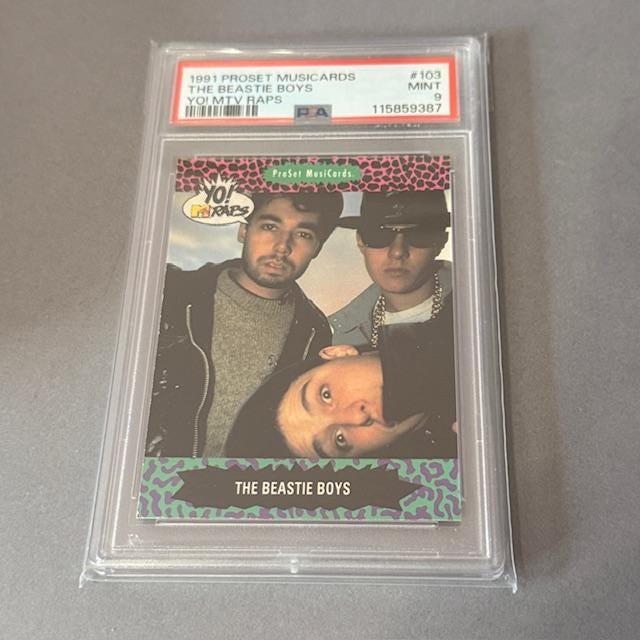 1991 PROSET MUSICARDS #103
THE BEASTIE BOYS MINT
YO! MTV RAPS 9
PSA 115859387
ProSet MusiCards.
YO!
MTV RAPS
THE BEASTIE BOYS